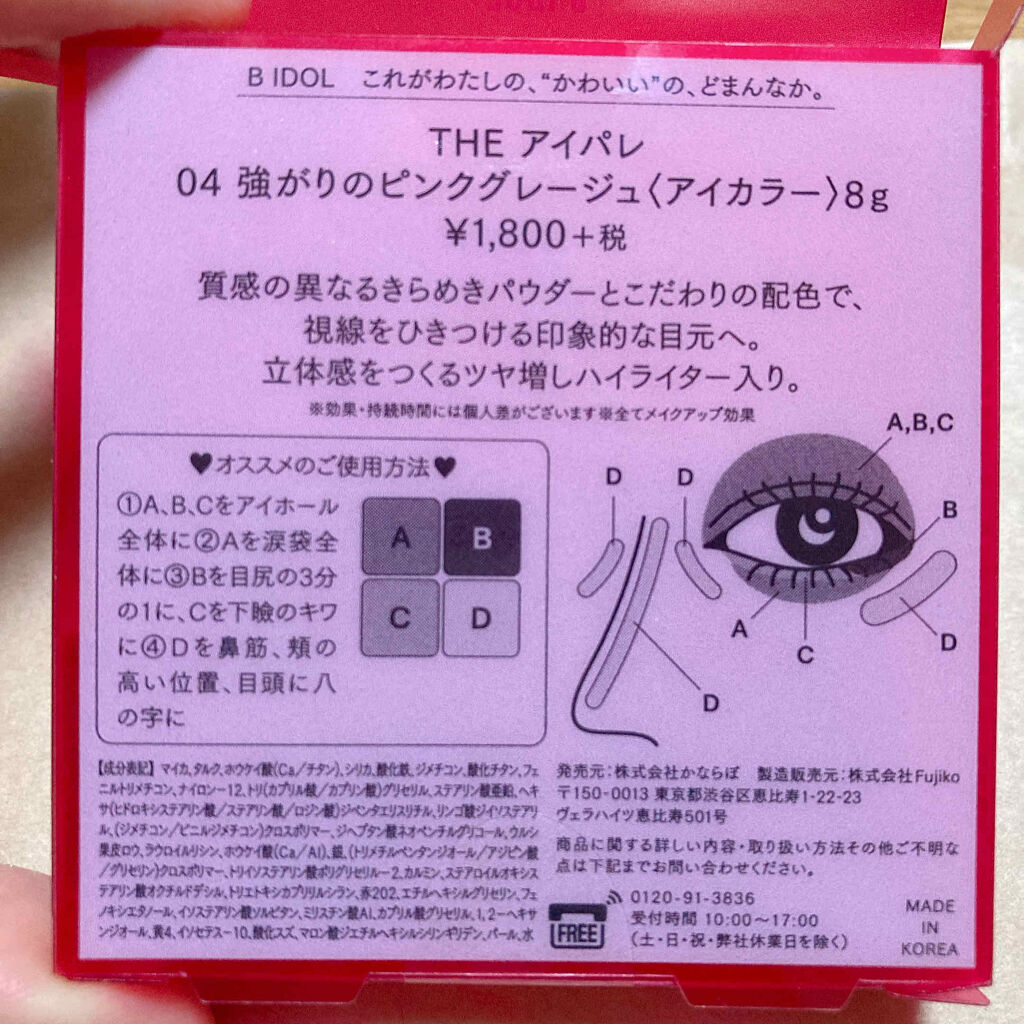 B IDOL これがわたしの、“かわいい”の、どまんなか。
THE アイパレ
04 強がりのピンクグレージュ〈アイカラー〉8g
¥1,800+税
質感の異なるきらめきパウダーとこだわりの配色で、
視線をひきつける印象的な目元へ。
立体感をつくるツヤ増しハイライター入り。
※効果・持続時間には個人差がございます※全てメイクアップ効果
♥オススメのご使用方法♥
①A、B、Cをアイホール
全体に②Aを涙袋全
体に③Bを目尻の3分
の1に、Cを下瞼のキワ
に④Dを鼻筋、頬の
高い位置、目頭に八
の字に
A B
C D
A,B,C
D D
B
A
C
D
D
【成分表記】マイカ、タルク、ホウケイ酸(Ca/チタン)、シリカ、酸化鉄、ジメチコン、酸化チタン、フェ
ニルトリメチコン、ナイロン-12、トリ(カプリル酸/カプリン酸)グリセリル、ステアリン酸亜鉛、ヘキ
サ(ヒドロキシステアリン酸/ステアリン酸/ロジン酸)ジペンタエリスリチル、リンゴ酸ジイソステアリ
ル、(ジメチコン/ビニルジメチコン)クロスポリマー、ジヘプタン酸ネオペンチルグリコール、ウルシ
果皮ロウ、ラウロイルリシン、ホウケイ酸(Ca/Al)、銀、(トリメチルペンタンジオール/アジピン酸
/グリセリン)クロスポリマー、トリイソステアリン酸ポリグリセリル-2、カルミン、ステアロイルオキシス
テアリン酸オクチルドデシル、トリエトキシカプリリルシラン、赤202、エチルヘキシルグリセリン、フェ
ノキシエタノール、イソステアリン酸ソルビタン、ミリスチン酸Al、カプリル酸グリセリル、1,2-ヘキサ
ンジオール、黄4、イソセテス-10、酸化スズ、マロン酸ジエチルヘキシルシリンギリデン、パール、水
発売元:株式会社かならぼ 製造販売元:株式会社Fujiko
〒150-0013 東京都渋谷区恵比寿1-22-23
ヴェラハイツ恵比寿501号
商品に関する詳しい内容・取り扱い方法その他ご不明な
点は下記までお問い合わせください。
FREE
0120-91-3836
受付時間 10:00〜17:00
(土・日・祝・弊社休業日を除く)
MADE
IN
KOREA